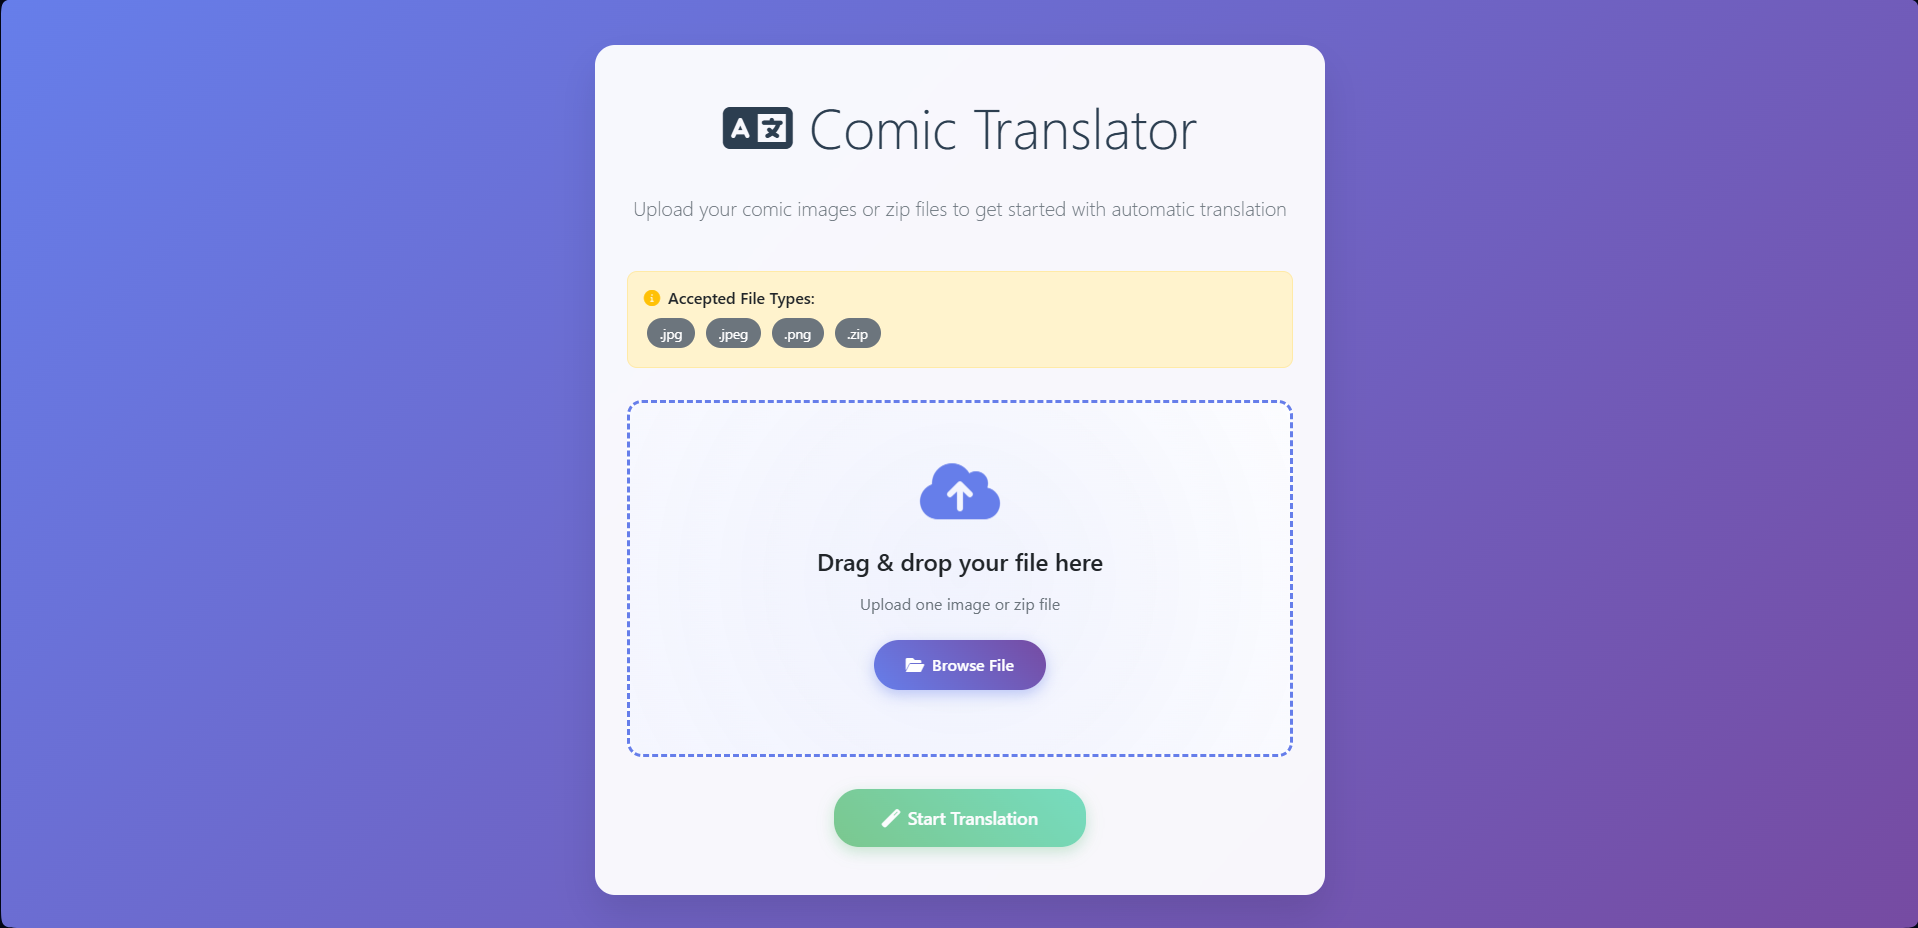 A 文 Comic Translator
Upload your comic images or zip files to get started with automatic translation
Accepted File Types:
.jpg .jpeg .png .zip
Drag & drop your file here
Upload one image or zip file
Browse File
Start Translation